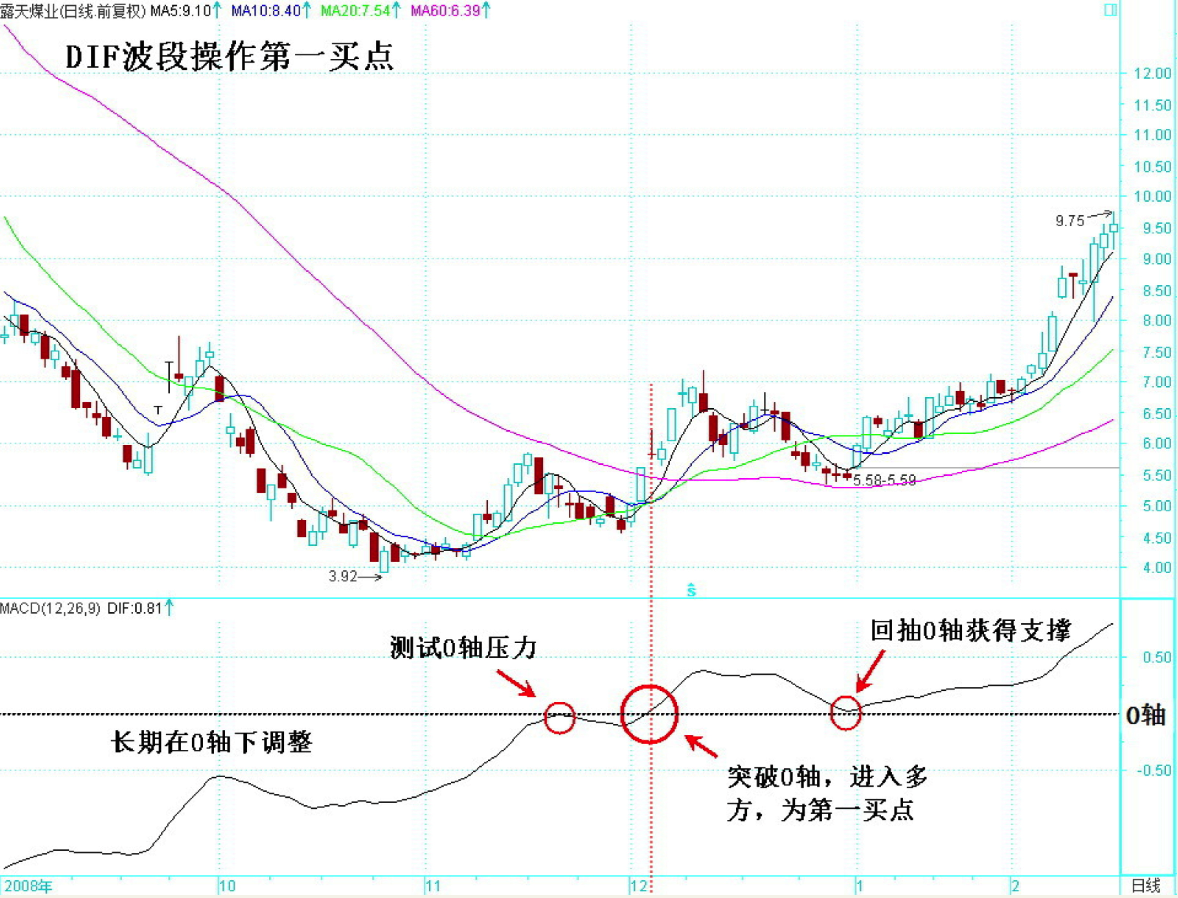 露天煤业(日线.前复权) MA5:9.10↑ MA10:8.40↑ MA20:7.54↑ MA60:6.39↑
DIF波段操作第一买点
12.00
11.50
11.00
10.50
10.00
9.75
9.50
9.00
8.50
8.00
7.50
7.00
6.50
6.00
5.50
5.58-5.59
5.00
4.50
4.00
3.92
ŝ
MACD(12,26,9) DIF:0.81↑
测试0轴压力
回抽0轴获得支撑
0.50
0轴
长期在0轴下调整
-0.50
突破0轴，进入多
方，为第一买点
2008年 10 11 12 1 2 日线